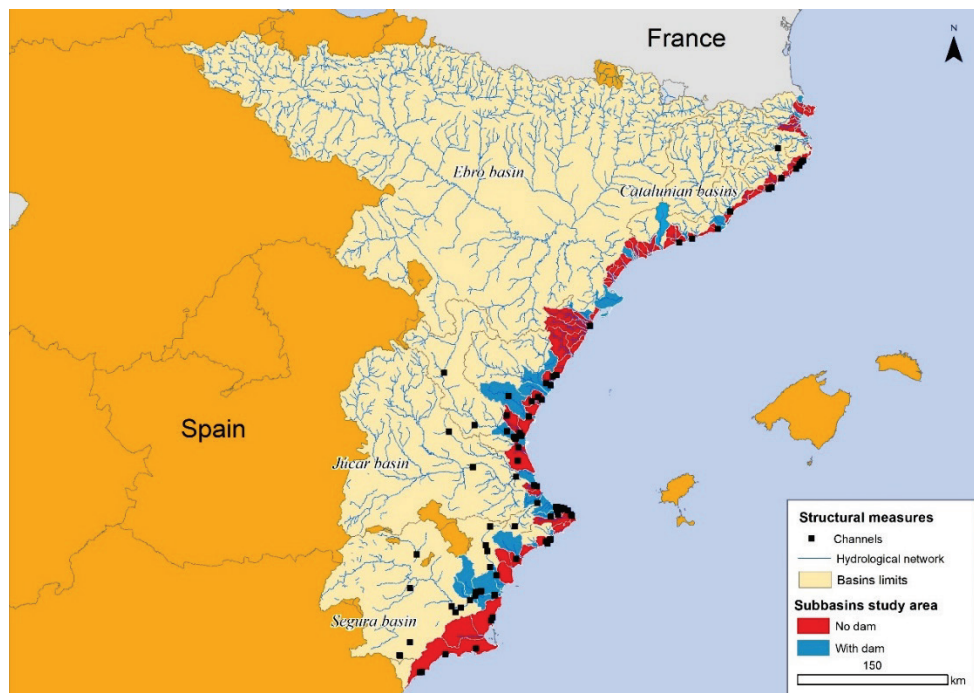 France
N
Ebro basin
Catalunian basins
Spain
Júcar basin
Segura basin
Structural measures
Channels
Hydrological network
Basins limits
Subbasins study area
No dam
With dam
150
km